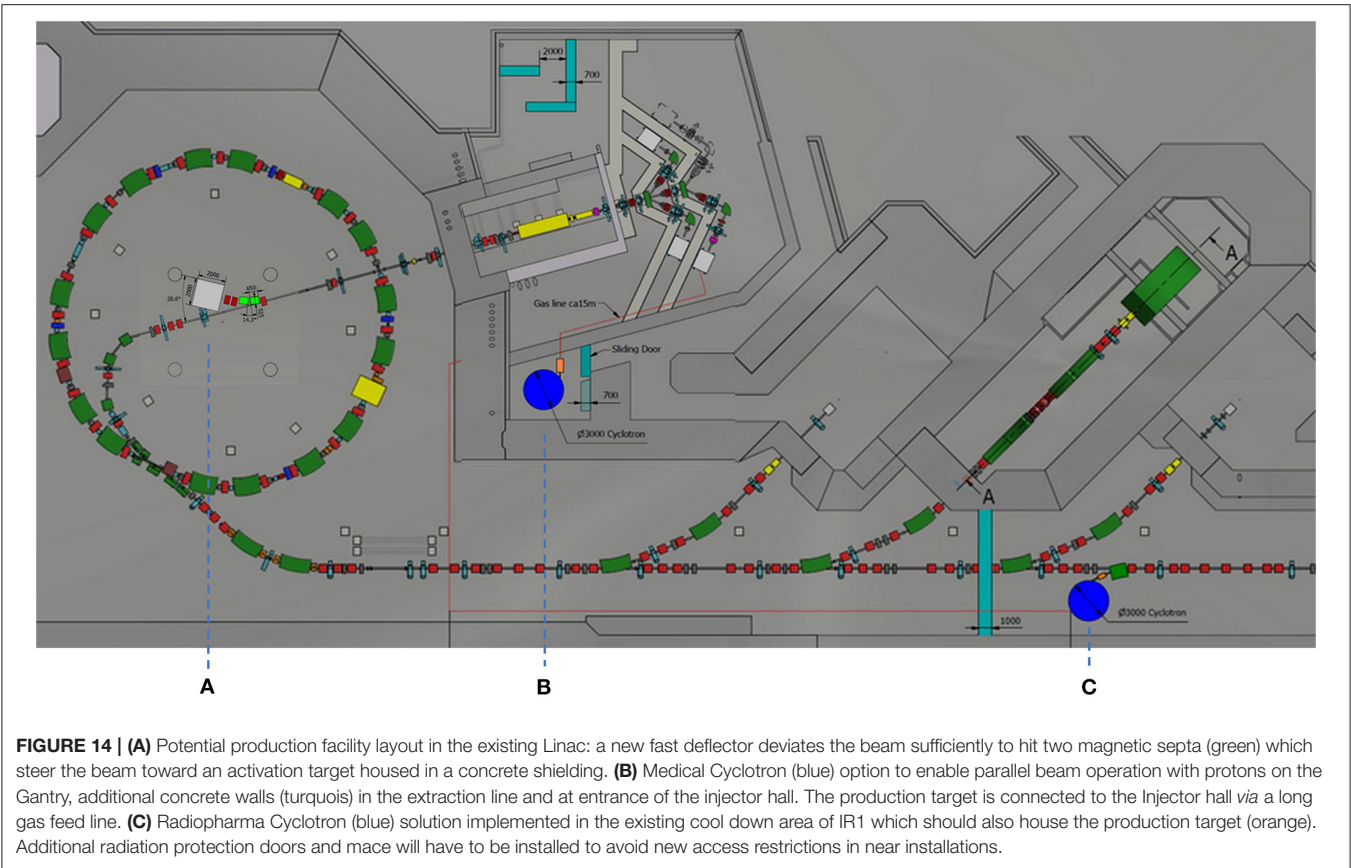 2000
700
A
2000
2000
28.6°
650
14.2°
Gas line ca15m
Sliding Door
700
Ø3000 Cyclotron
A
Ø3000 Cyclotron
1000
A
B
C
FIGURE 14 | (A) Potential production facility layout in the existing Linac: a new fast deflector deviates the beam sufficiently to hit two magnetic septa (green) which
steer the beam toward an activation target housed in a concrete shielding. (B) Medical Cyclotron (blue) option to enable parallel beam operation with protons on the
Gantry, additional concrete walls (turquois) in the extraction line and at entrance of the injector hall. The production target is connected to the Injector hall via a long
gas feed line. (C) Radiopharma Cyclotron (blue) solution implemented in the existing cool down area of IR1 which should also house the production target (orange).
Additional radiation protection doors and mace will have to be installed to avoid new access restrictions in near installations.